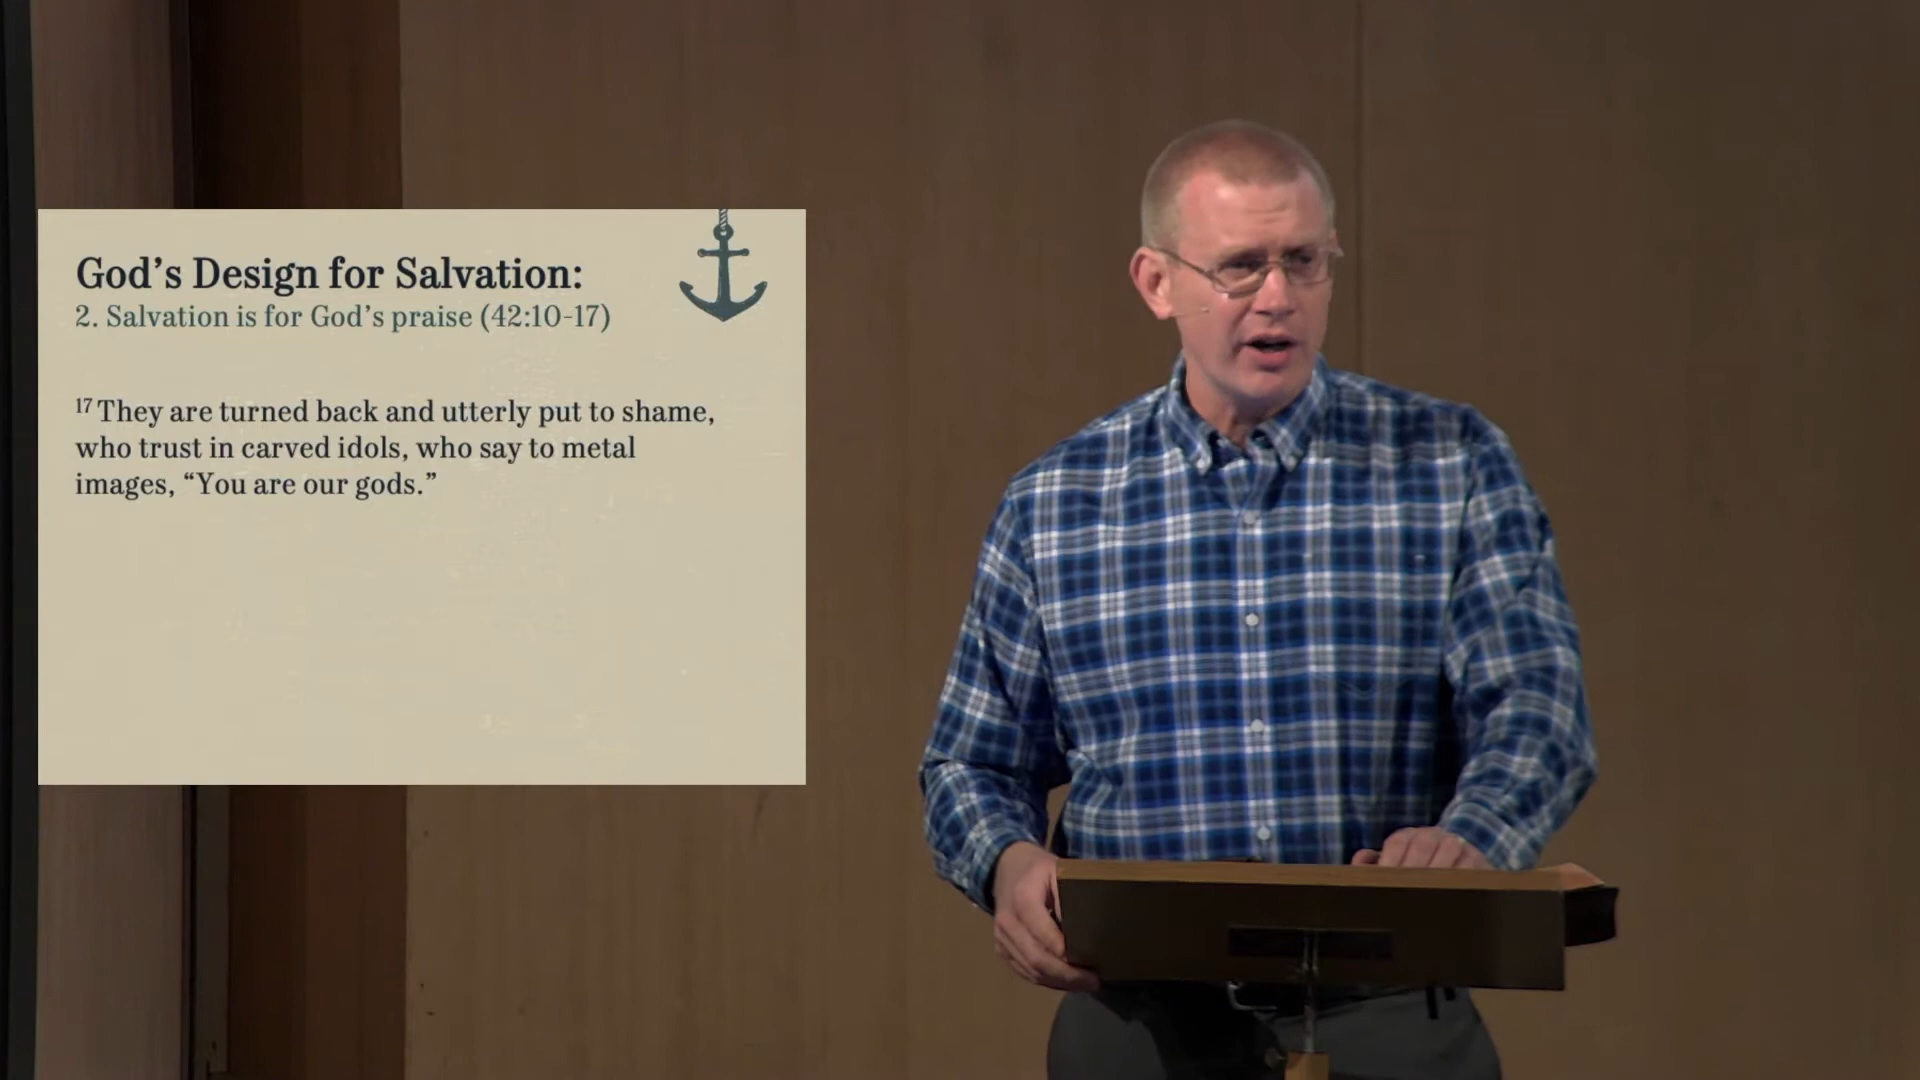 God’s Design for Salvation:
2. Salvation is for God’s praise (42:10-17)
17 They are turned back and utterly put to shame,
who trust in carved idols, who say to metal
images, “You are our gods.”